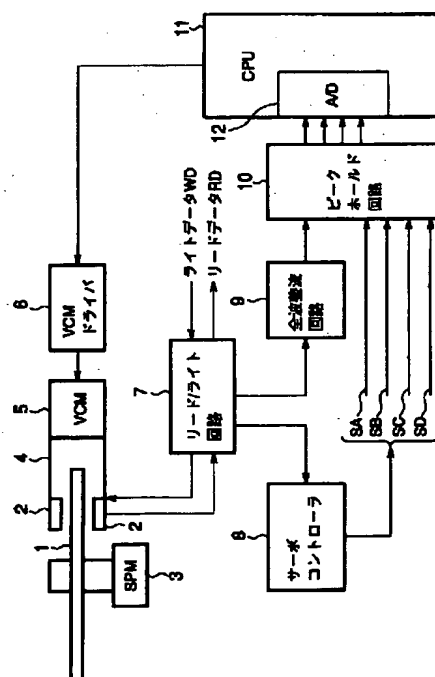 11
CPU
12
A/D
6
VCM
ドライバ
5
VCM
4
2
2
1
3
SPM
ライトデータWD
リードデータRD
7
リード/ライト
回路
10
ピーク
ホールド
回路
9
全波整流
回路
8
サーボ
コントローラ
SA
SB
SC
SD